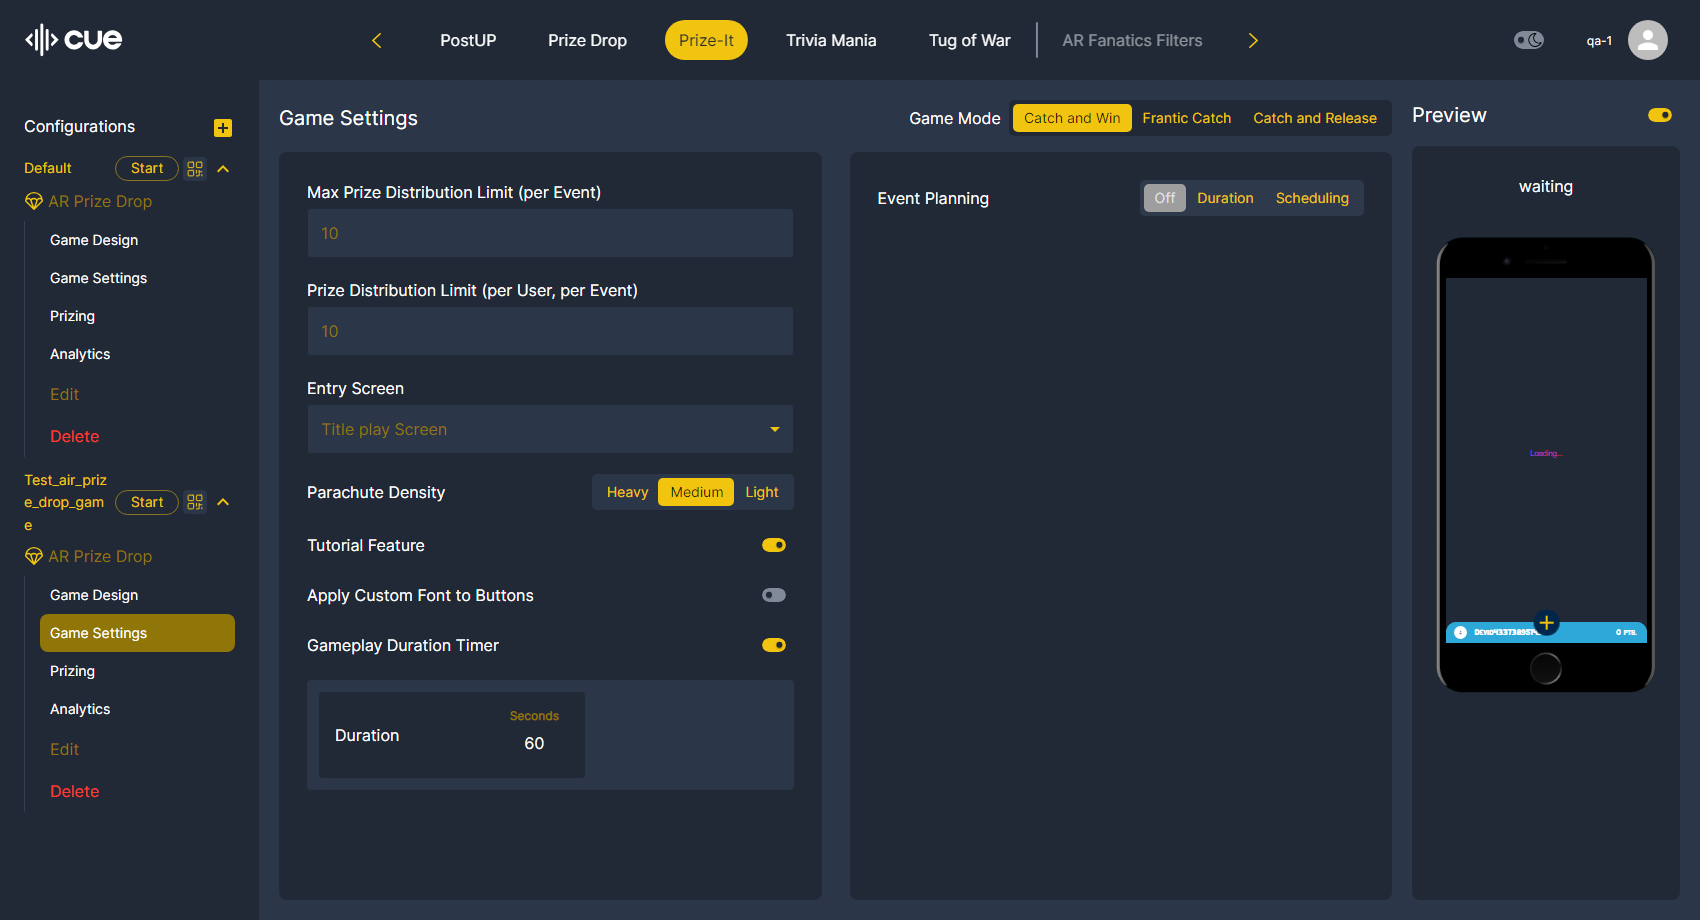 cue
PostUP
Prize Drop
Prize-It
Trivia Mania
Tug of War
AR Fanatics Filters
qa-1
Configurations
Default
Start
AR Prize Drop
Game Design
Game Settings
Prizing
Analytics
Edit
Delete
Test_air_priz
e_drop_gam
e
Start
AR Prize Drop
Game Design
Game Settings
Prizing
Analytics
Edit
Delete
Game Settings
Game Mode
Catch and Win
Frantic Catch
Catch and Release
Max Prize Distribution Limit (per Event)
10
Prize Distribution Limit (per User, per Event)
10
Entry Screen
Title play Screen
Parachute Density
Heavy
Medium
Light
Tutorial Feature
Apply Custom Font to Buttons
Gameplay Duration Timer
Duration
Seconds
60
Event Planning
Off
Duration
Scheduling
Preview
waiting
Loading...
0 PTS.